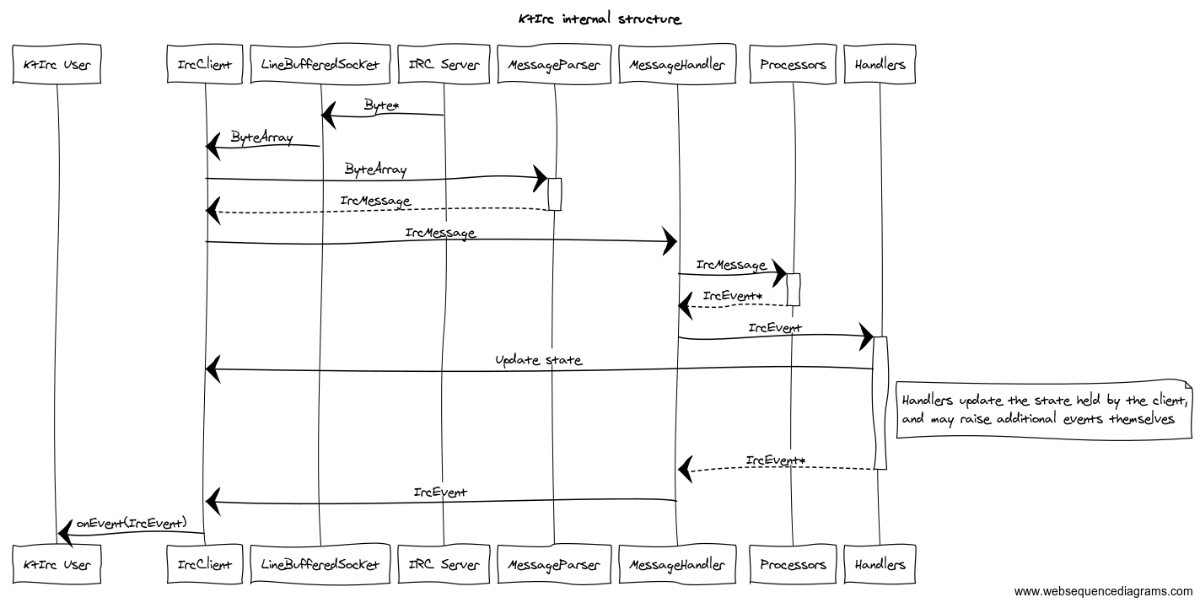 KtIrc internal structure
KtIrc User
IrcClient
LineBufferedSocket
IRC Server
MessageParser
MessageHandler
Processors
Handlers
Byte*
ByteArray
ByteArray
IrcMessage
IrcMessage
IrcMessage
IrcEvent*
IrcEvent
Update state
Handlers update the state held by the client,
and may raise additional events themselves
IrcEvent*
IrcEvent
onEvent(IrcEvent)
KtIrc User
IrcClient
LineBufferedSocket
IRC Server
MessageParser
MessageHandler
Processors
Handlers
www.websequencediagrams.com